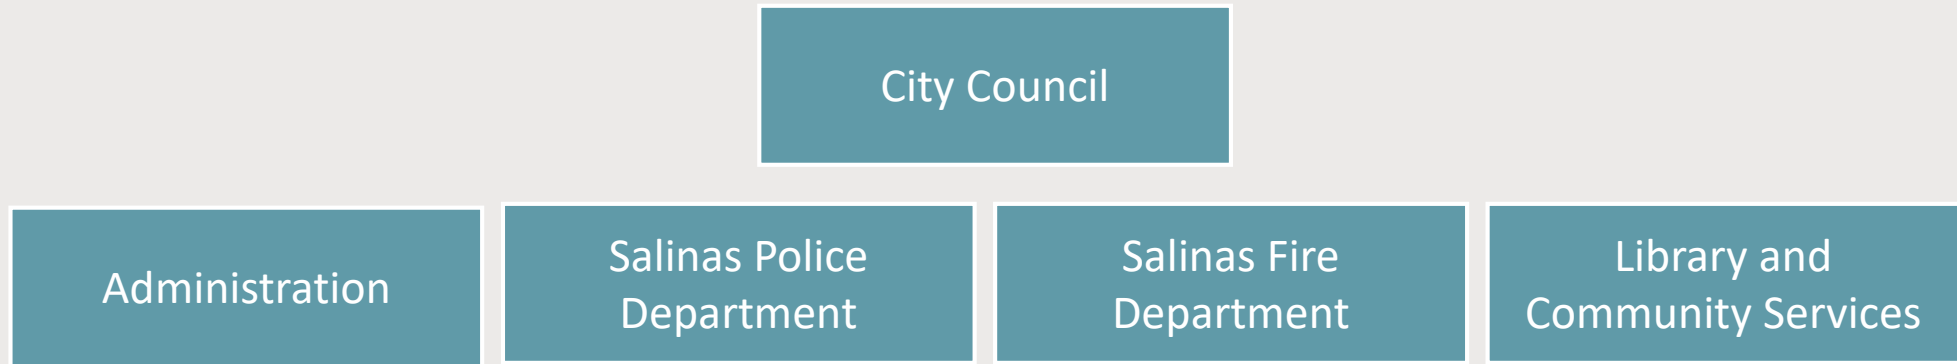 City Council
Administration
Salinas Police
Department
Salinas Fire
Department
Library and
Community Services